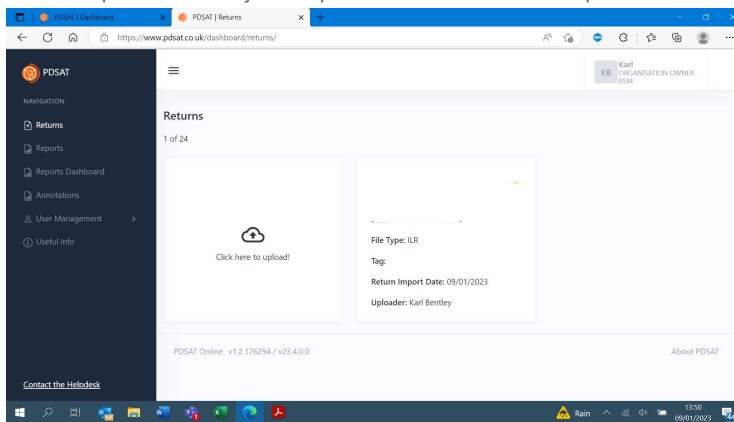 PDSAT | Dashboard
PDSAT | Returns
https://www.pdsat.co.uk/dashboard/returns/
PDSAT
KB
Karl
ORGANISATION OWNER
RSM
NAVIGATION
Returns
Reports
Reports Dashboard
Annotations
User Management
Useful Info
Contact the Helpdesk
Returns
1 of 24
Click here to upload!
File Type: ILR
Tag:
Return Import Date: 09/01/2023
Uploader: Karl Bentley
PDSAT Online v1.2.176294 / v23.4.0.0
About PDSAT
Rain
13:50
09/01/2023